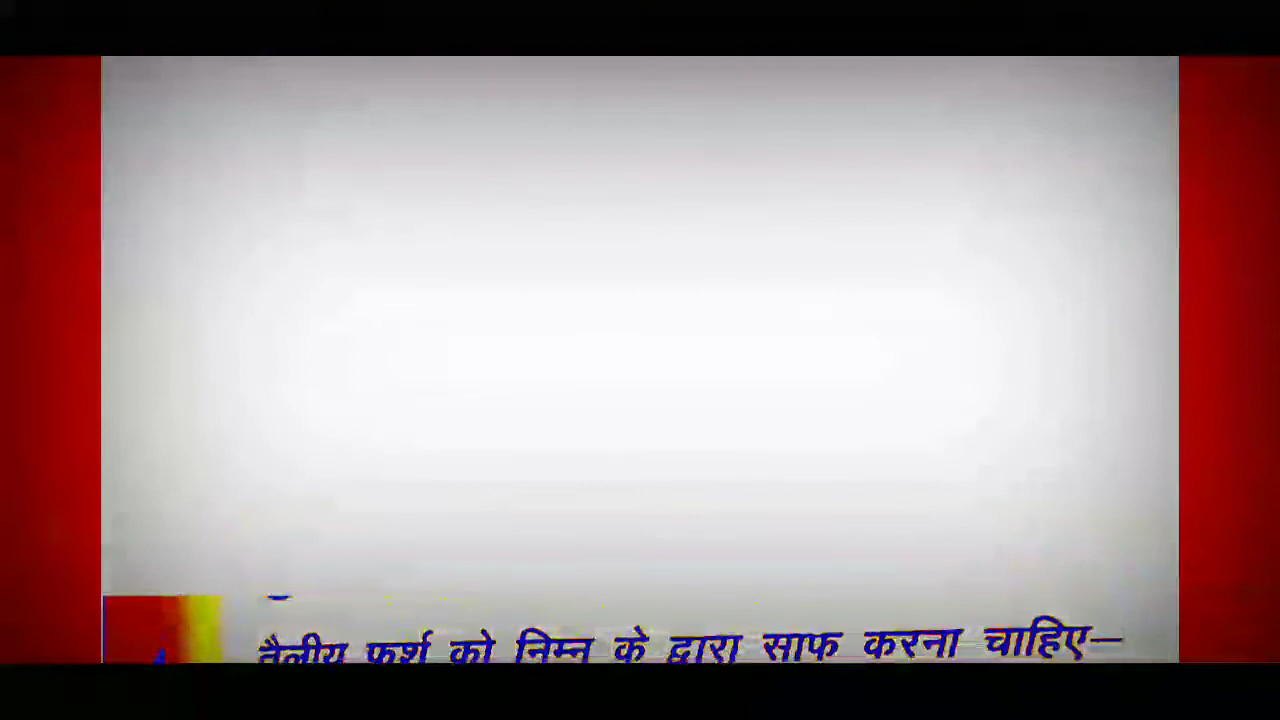 तैलीय फर्श को निम्न के द्वारा साफ करना चाहिए—